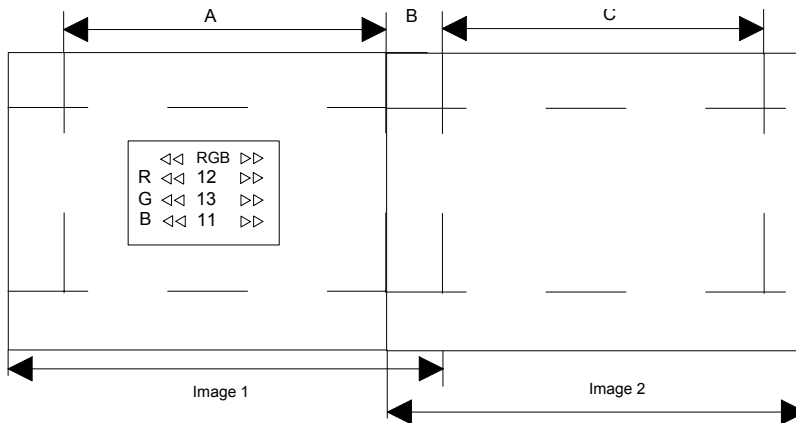 A B C
◁◁ RGB ▷▷
R ◁◁ 12 ▷▷
G ◁◁ 13 ▷▷
B ◁◁ 11 ▷▷
Image 1
Image 2